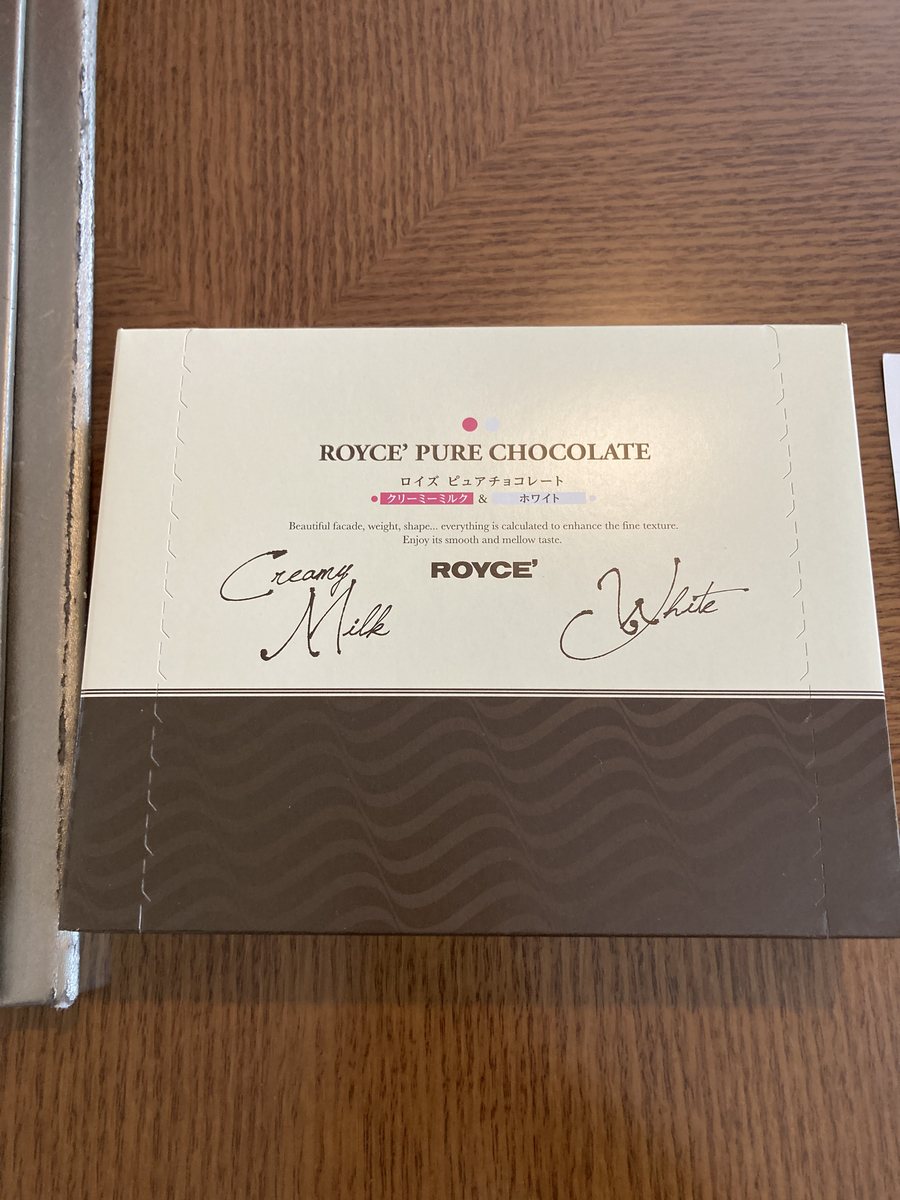 ROYCE’ PURE CHOCOLATE
ロイズ ピュアチョコレート
クリーミーミルク & ホワイト
Beautiful facade, weight, shape... everything is calculated to enhance the fine texture.
Enjoy its smooth and mellow taste.
ROYCE’
Creamy
Milk
White